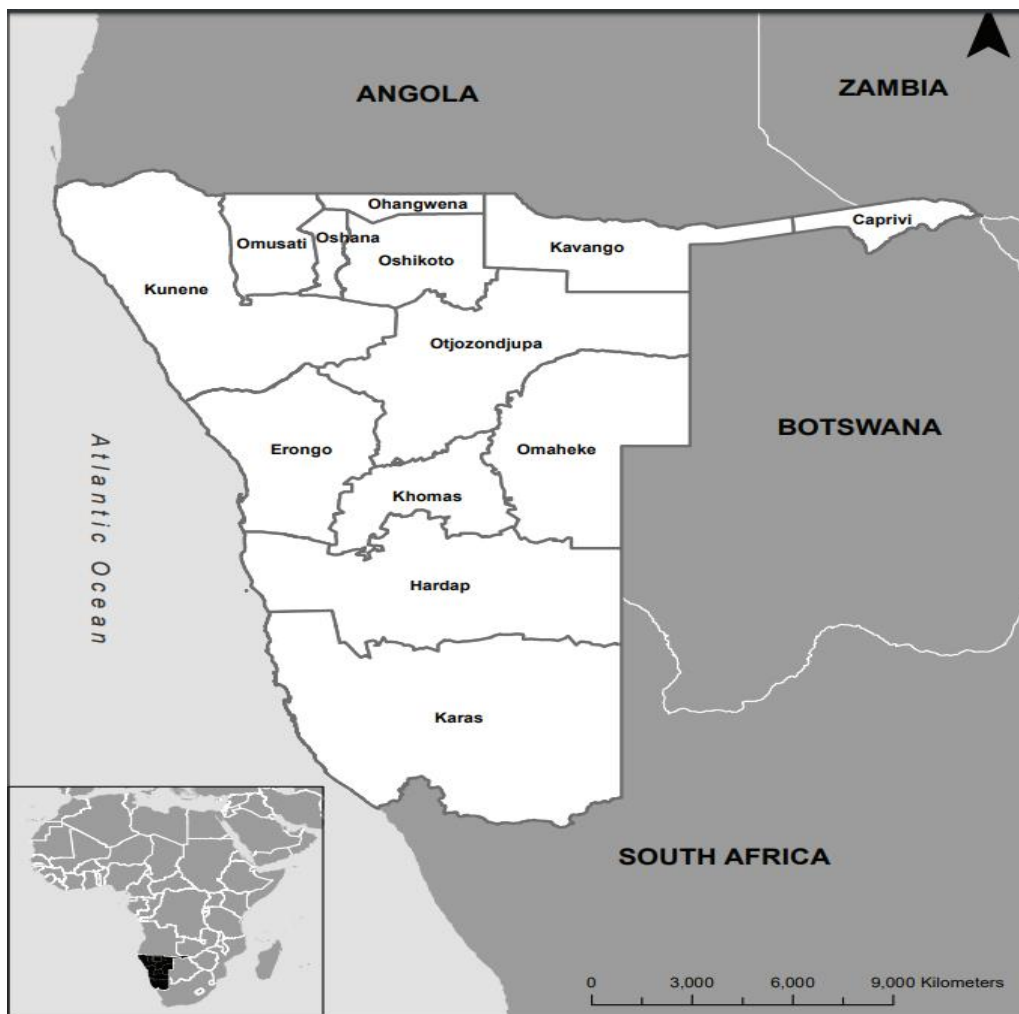 ANGOLA
ZAMBIA
Ohangwena
Caprivi
Omusati
Oshana
Kavango
Oshikoto
Kunene
Otjozondjupa
BOTSWANA
Erongo
Omaheke
Atlantic Ocean
Khomas
Hardap
Karas
SOUTH AFRICA
0 3,000 6,000 9,000 Kilometers